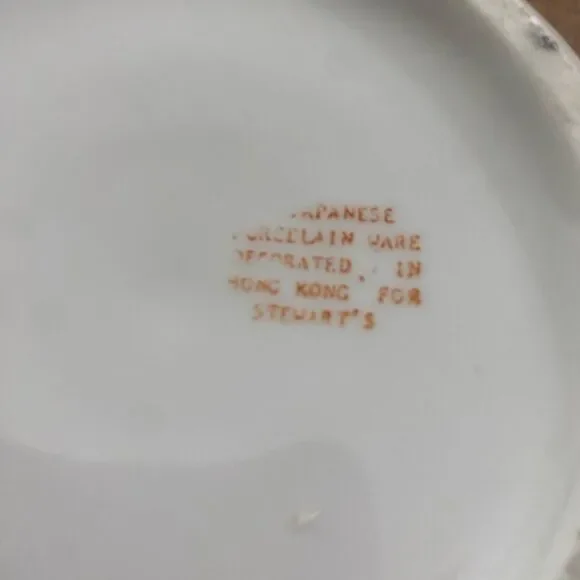 JAPANESE
PORCELAIN WARE
DECORATED IN
HONG KONG FOR
STEWART'S